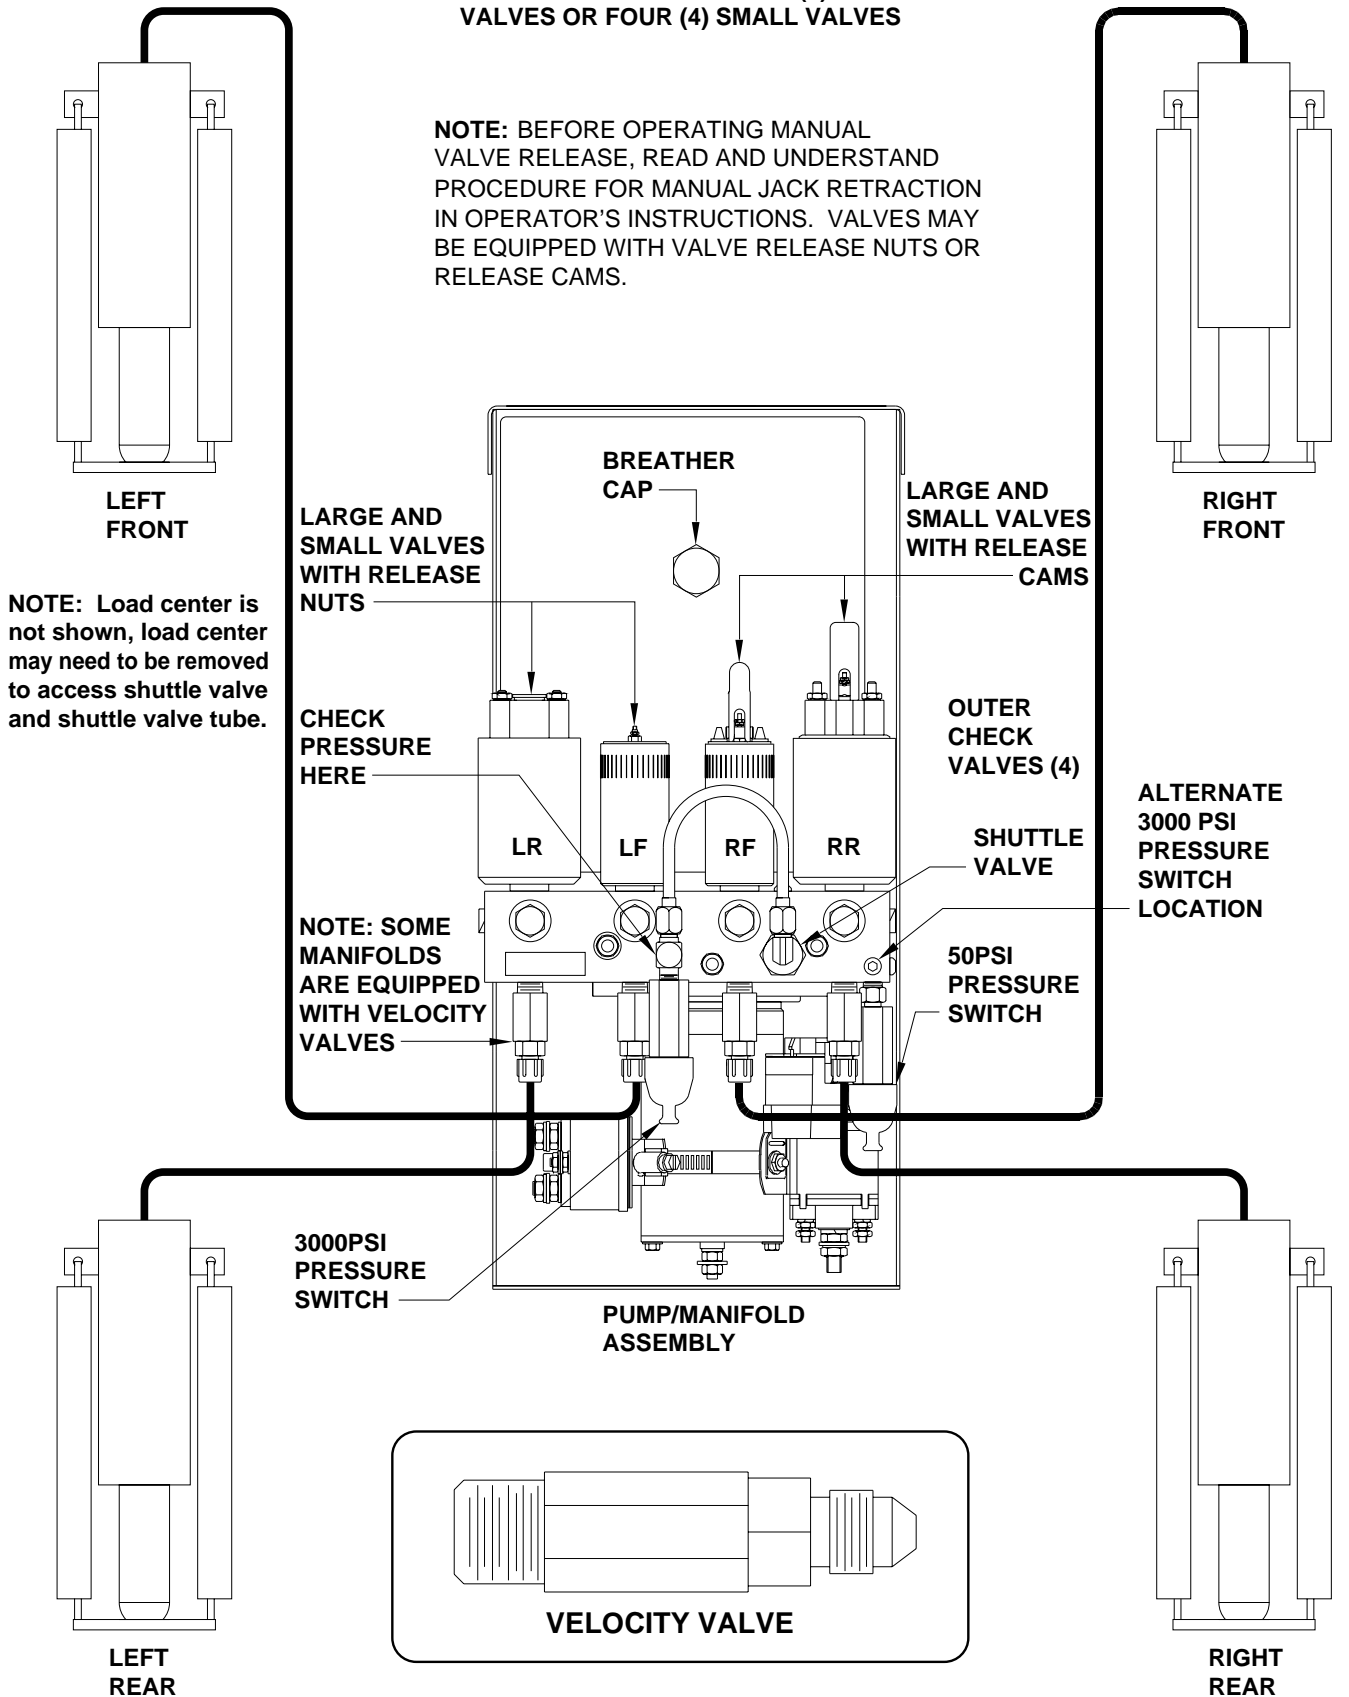 VALVES OR FOUR (4) SMALL VALVES
NOTE: BEFORE OPERATING MANUAL
VALVE RELEASE, READ AND UNDERSTAND
PROCEDURE FOR MANUAL JACK RETRACTION
IN OPERATOR'S INSTRUCTIONS. VALVES MAY
BE EQUIPPED WITH VALVE RELEASE NUTS OR
RELEASE CAMS.
LEFT
FRONT
RIGHT
FRONT
BREATHER
CAP
LARGE AND
SMALL VALVES
WITH RELEASE
NUTS
LARGE AND
SMALL VALVES
WITH RELEASE
CAMS
NOTE: Load center is
not shown, load center
may need to be removed
to access shuttle valve
and shuttle valve tube.
CHECK
PRESSURE
HERE
OUTER
CHECK
VALVES (4)
ALTERNATE
3000 PSI
PRESSURE
SWITCH
LOCATION
SHUTTLE
VALVE
LR
LF
RF
RR
NOTE: SOME
MANIFOLDS
ARE EQUIPPED
WITH VELOCITY
VALVES
50PSI
PRESSURE
SWITCH
3000PSI
PRESSURE
SWITCH
PUMP/MANIFOLD
ASSEMBLY
VELOCITY VALVE
LEFT
REAR
RIGHT
REAR